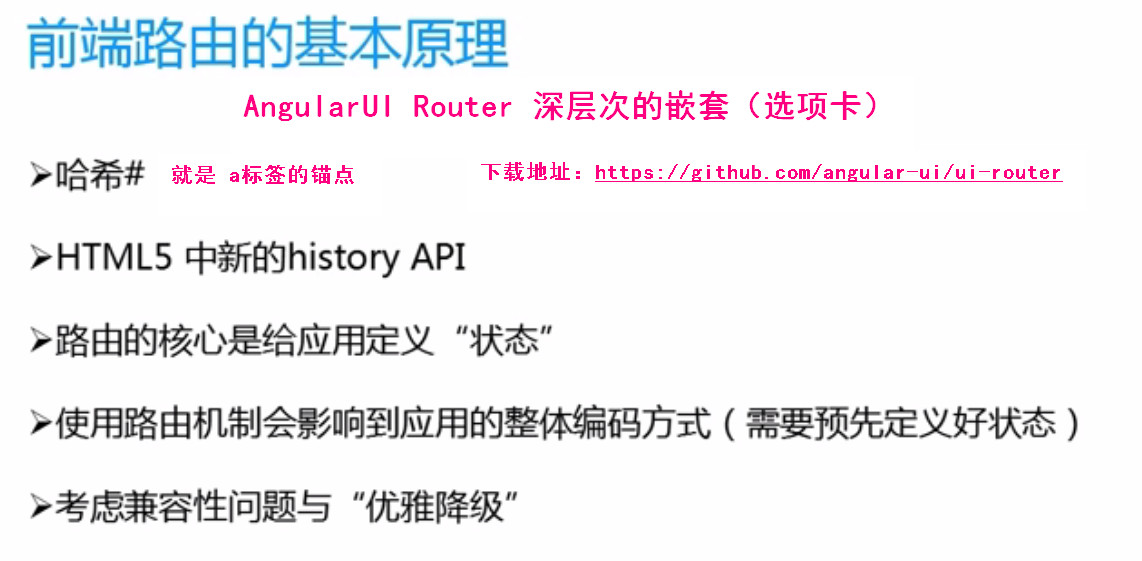 前端路由的基本原理
AngularUI Router 深层次的嵌套（选项卡）
➢哈希# 就是 a标签的锚点 下载地址：https://github.com/angular-ui/ui-router
➢HTML5 中新的history API
➢路由的核心是给应用定义“状态”
➢使用路由机制会影响到应用的整体编码方式（需要预先定义好状态）
➢考虑兼容性问题与“优雅降级”